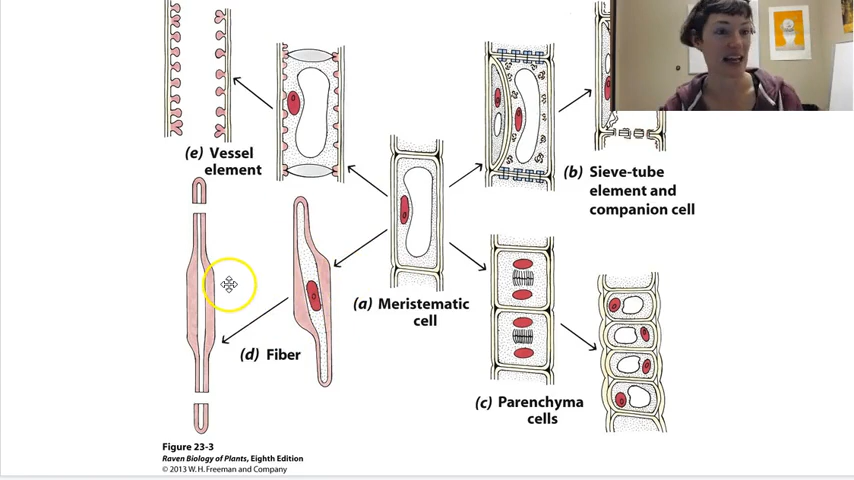 (e) Vessel
element
(b) Sieve-tube
element and
companion cell
(a) Meristematic
cell
(d) Fiber
(c) Parenchyma
cells
Figure 23-3
Raven Biology of Plants, Eighth Edition
© 2013 W. H. Freeman and Company